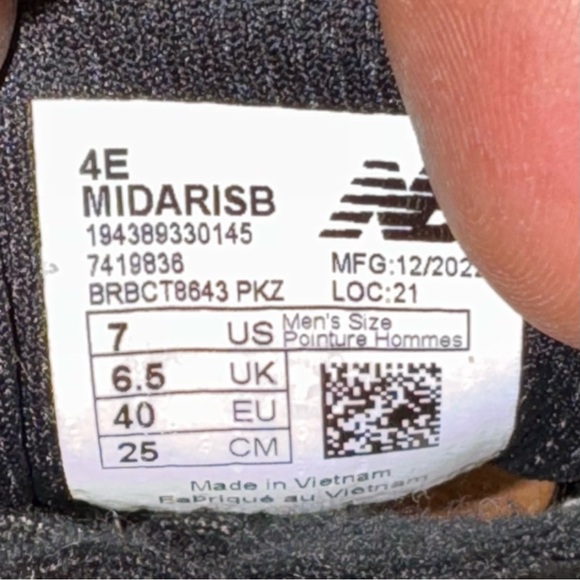 4E
MIDARISB
194389330145
7419836
BRBCT8643 PKZ
MFG:12/202
LOC:21
7 US Men's Size
Pointure Hommes
6.5 UK
40 EU
25 CM
Made in Vietnam
Fabriqué au Vietnam